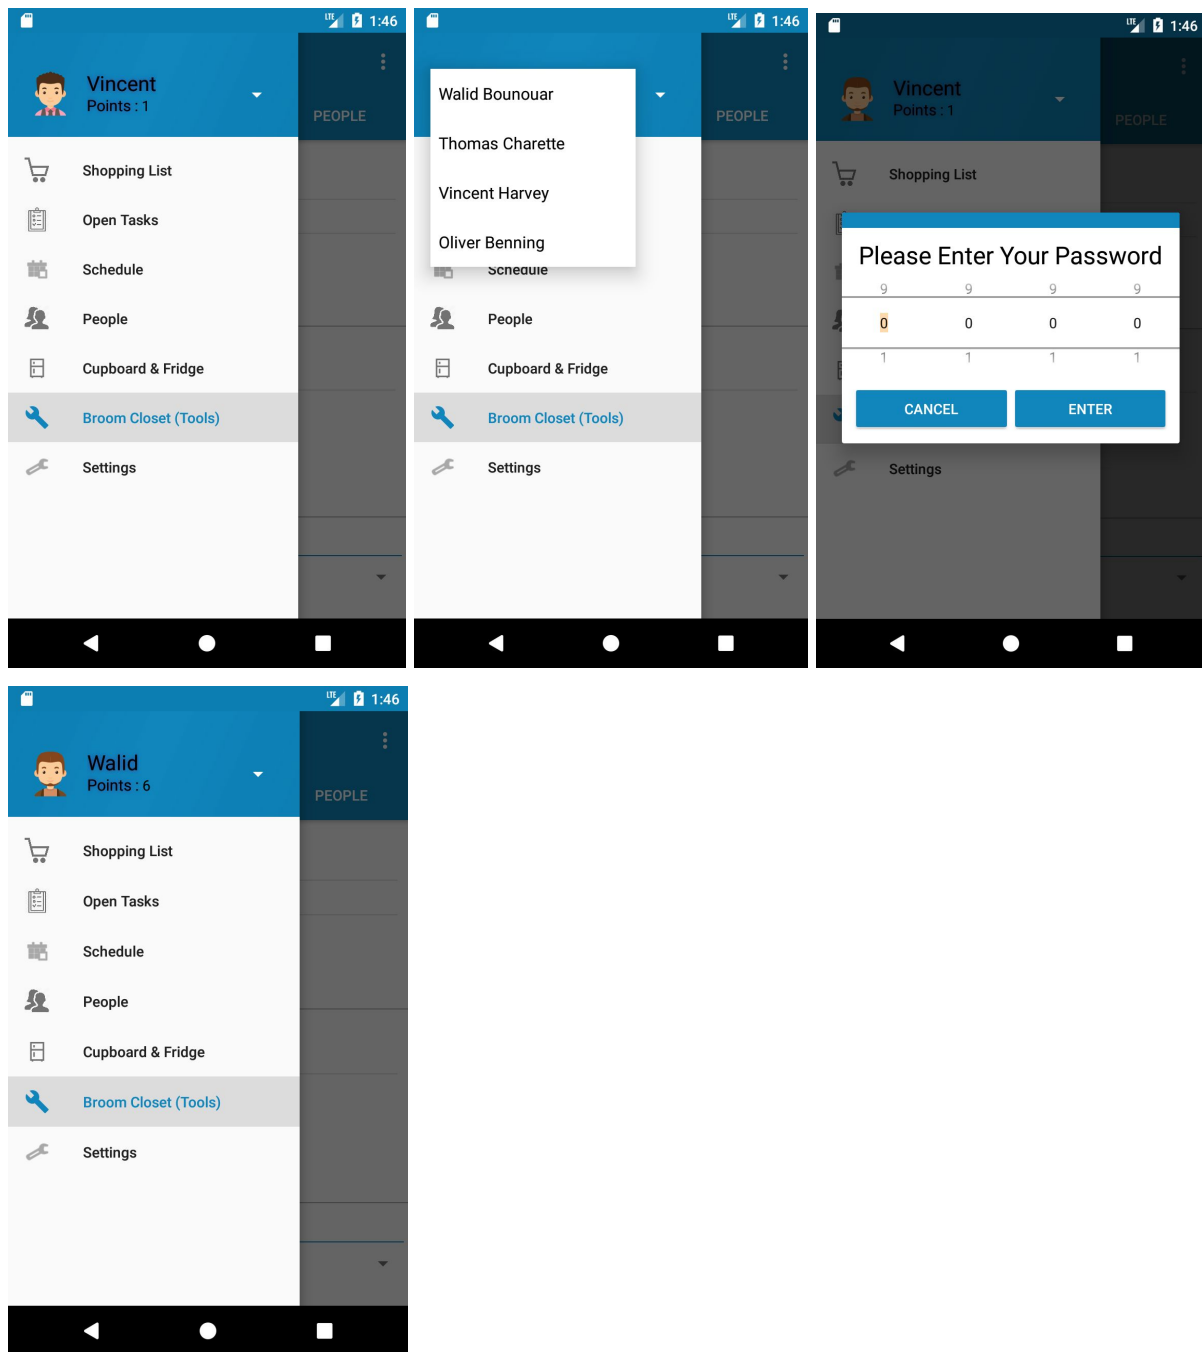 LTE 1:46
Vincent
Points : 1
PEOPLE
Shopping List
Open Tasks
Schedule
People
Cupboard & Fridge
Broom Closet (Tools)
Settings
LTE 1:46
Walid Bounouar
PEOPLE
Thomas Charette
Vincent Harvey
Oliver Benning
Schedule
People
Cupboard & Fridge
Broom Closet (Tools)
Settings
LTE 1:46
Vincent
Points : 1
PEOPLE
Shopping List
Please Enter Your Password
9 9 9 9
0 0 0 0
1 1 1 1
CANCEL ENTER
Settings
LTE 1:46
Walid
Points : 6
PEOPLE
Shopping List
Open Tasks
Schedule
People
Cupboard & Fridge
Broom Closet (Tools)
Settings